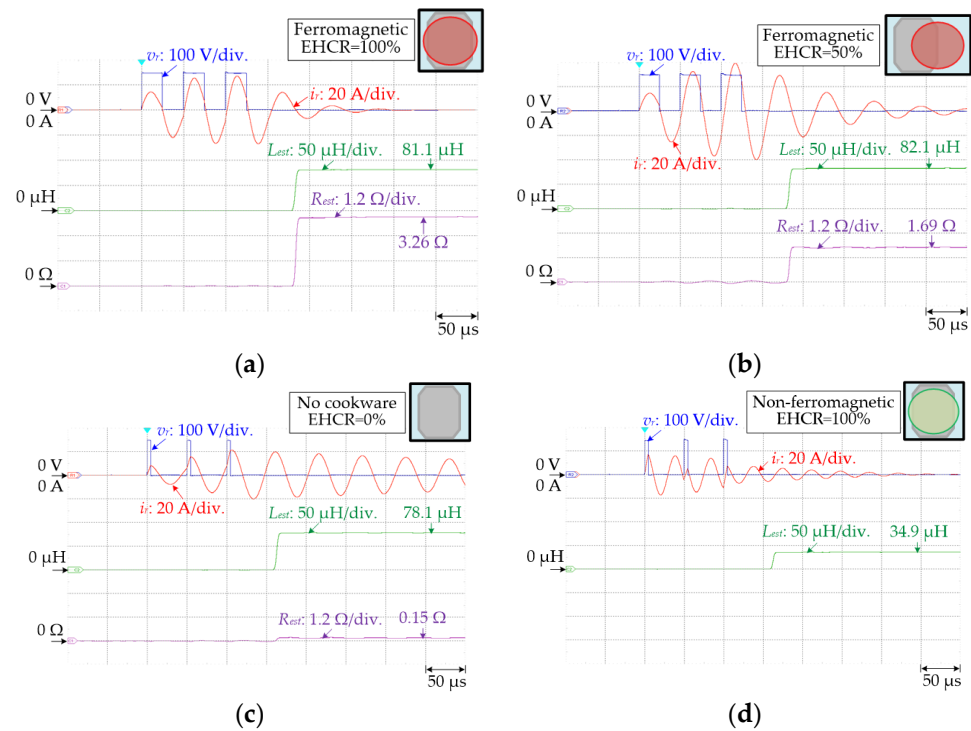 Ferromagnetic
EHCR=100%
vr: 100 V/div.
0 V
0 A
ir: 20 A/div.
Lest: 50 μH/div. 81.1 μH
0 μH
Rest: 1.2 Ω/div.
3.26 Ω
0 Ω
50 μs
(a)
Ferromagnetic
EHCR=50%
vr: 100 V/div.
0 V
0 A
Lest: 50 μH/div. 82.1 μH
ir: 20 A/div.
0 μH
Rest: 1.2 Ω/div. 1.69 Ω
0 Ω
50 μs
(b)
No cookware
EHCR=0%
vr: 100 V/div.
0 V
0 A
ir: 20 A/div.
Lest: 50 μH/div. 78.1 μH
0 μH
Rest: 1.2 Ω/div. 0.15 Ω
0 Ω
50 μs
(c)
Non-ferromagnetic
EHCR=100%
vr: 100 V/div.
ir: 20 A/div.
0 V
0 A
Lest: 50 μH/div. 34.9 μH
0 μH
50 μs
(d)